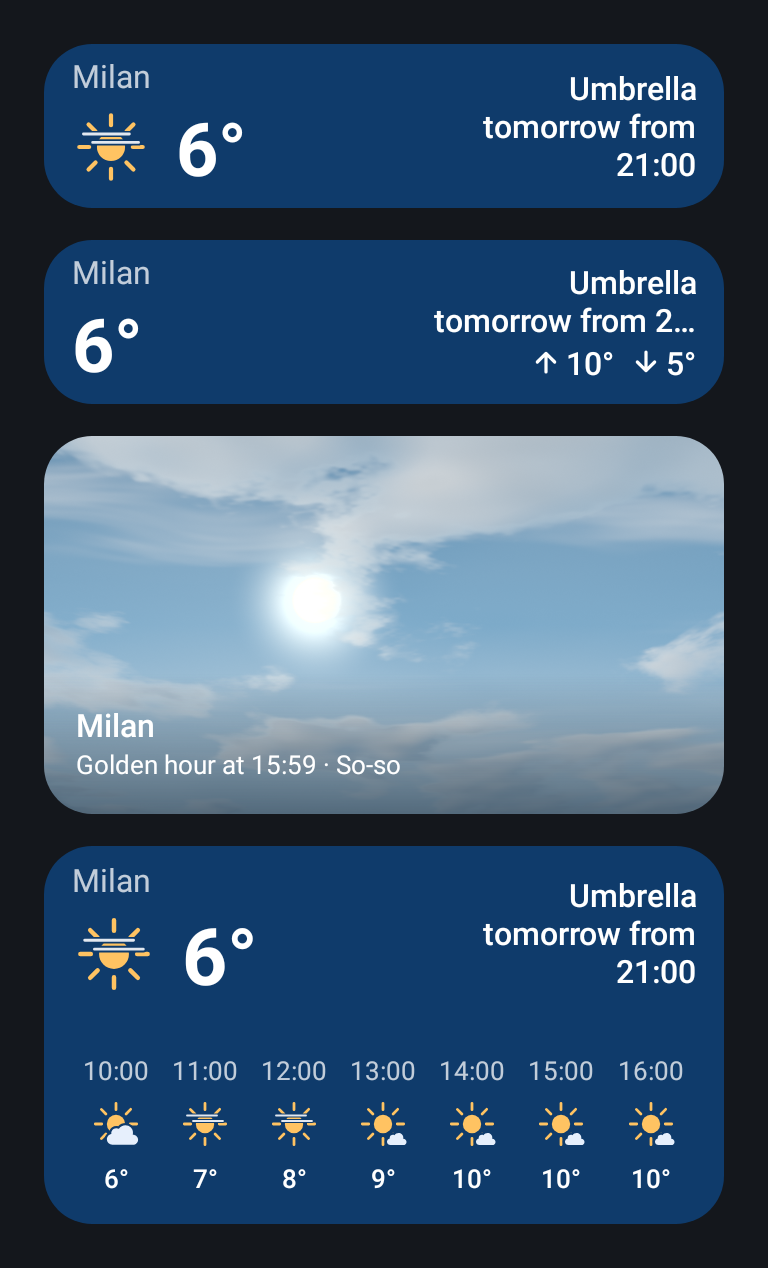 Milan
6°
Umbrella
tomorrow from
21:00
Milan
6°
Umbrella
tomorrow from 2…
↑ 10° ↓ 5°
Milan
Golden hour at 15:59 · So-so
Milan
6°
Umbrella
tomorrow from
21:00
10:00 11:00 12:00 13:00 14:00 15:00 16:00
6° 7° 8° 9° 10° 10° 10°